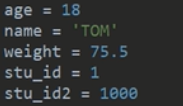 age = 18
name = 'TOM'
weight = 75.5
stu_id = 1
stu_id2 = 1000